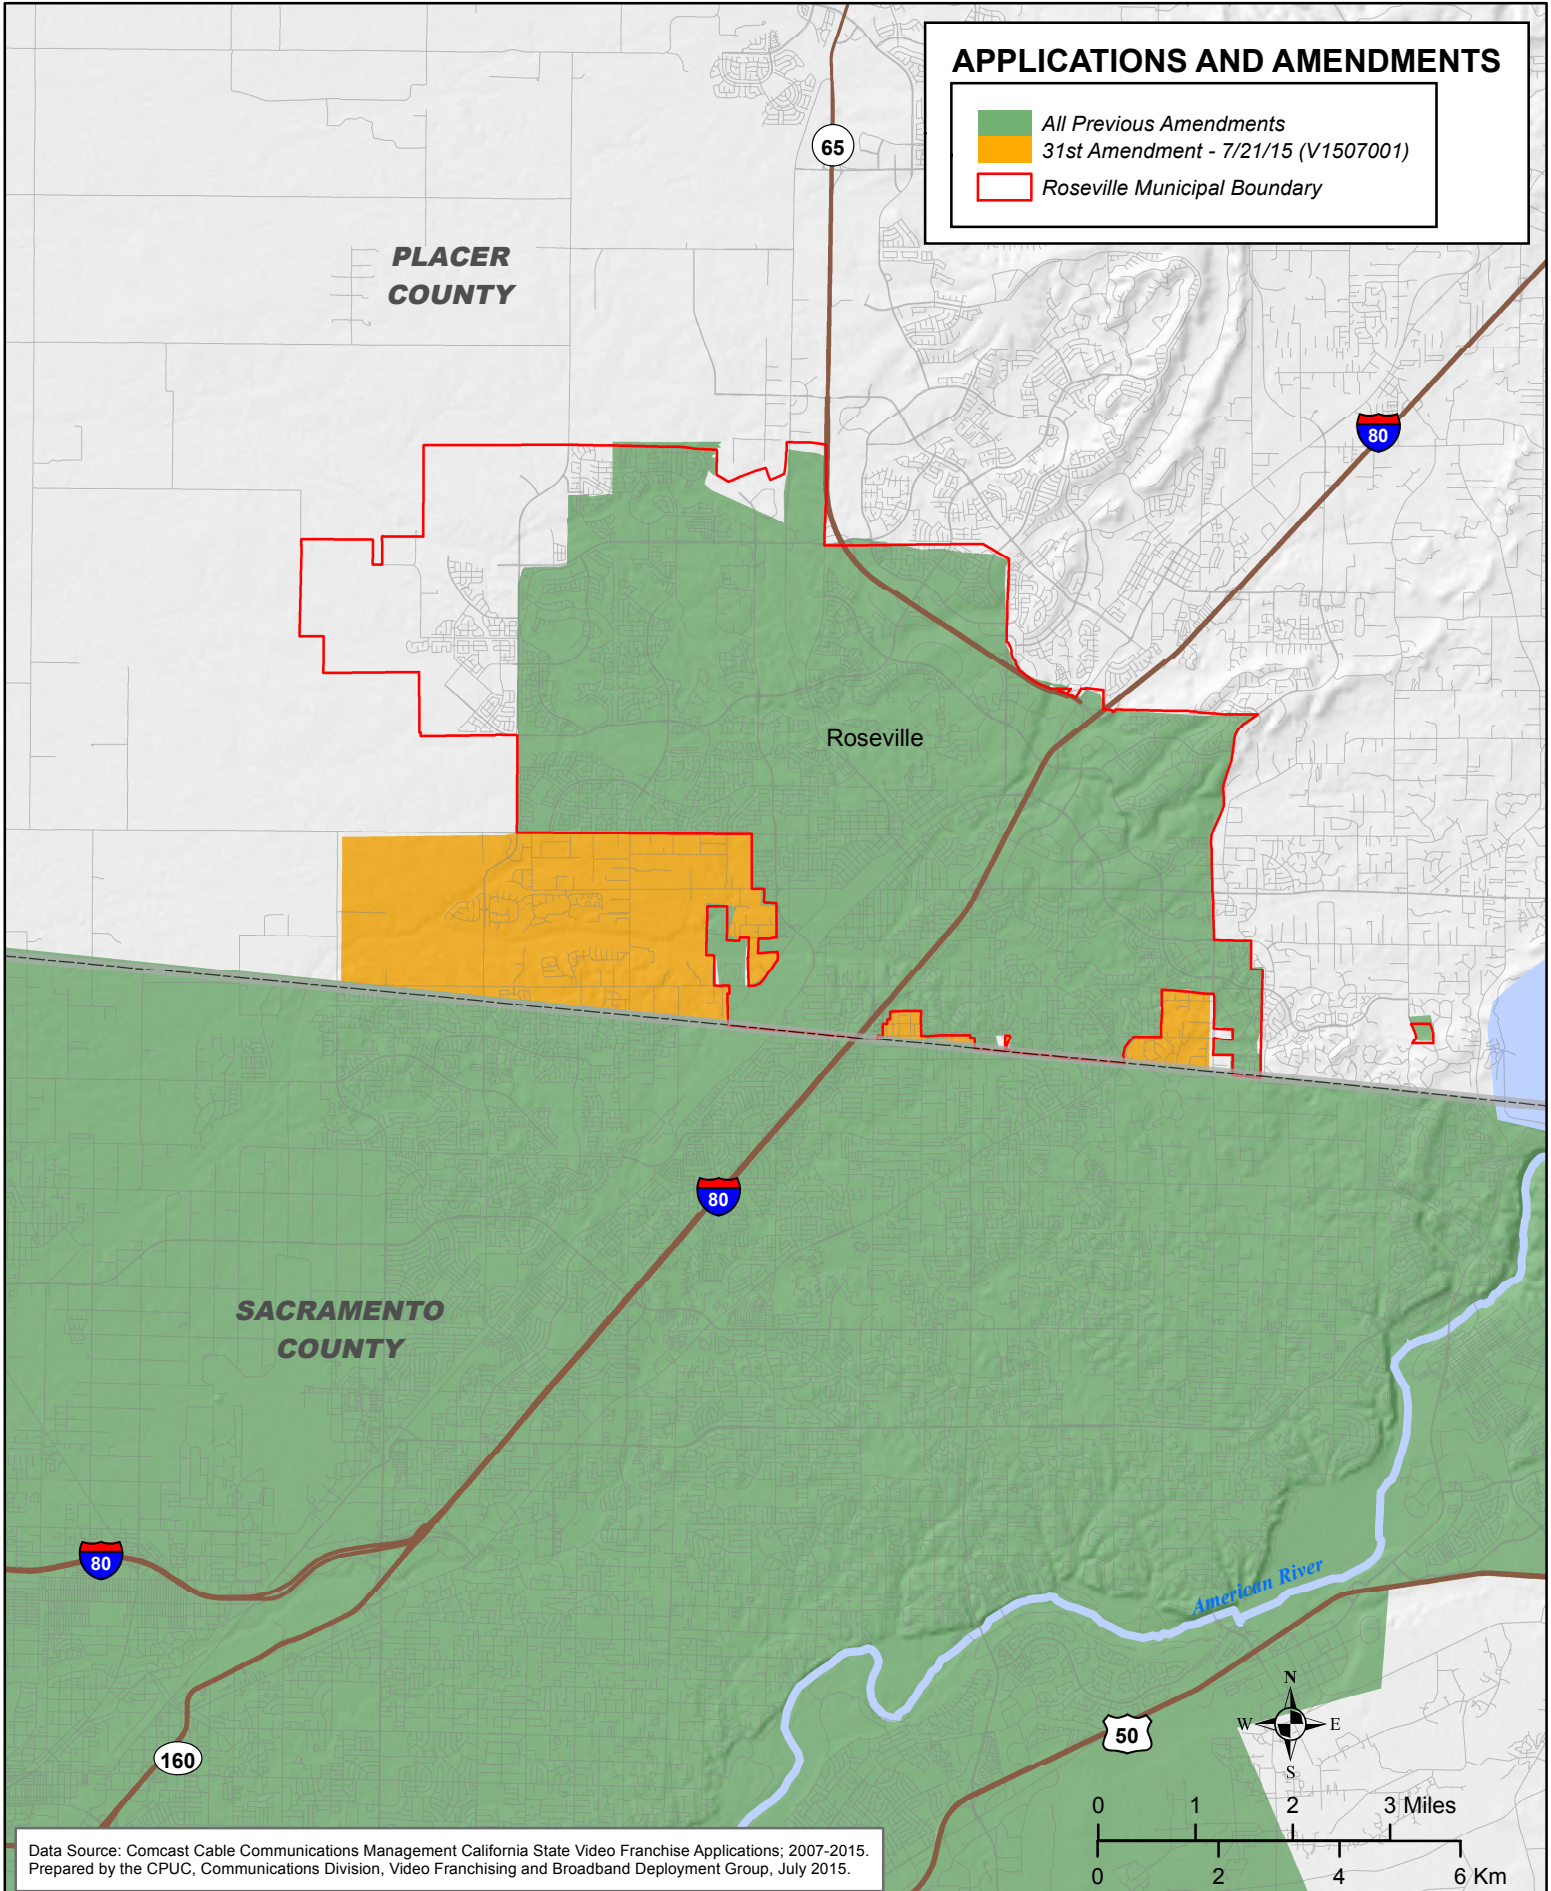 APPLICATIONS AND AMENDMENTS
All Previous Amendments
31st Amendment - 7/21/15 (V1507001)
Roseville Municipal Boundary
65
PLACER
COUNTY
80
Roseville
80
SACRAMENTO
COUNTY
80
American River
N
W E
S
50
160
0 1 2 3 Miles
0 2 4 6 Km
Data Source: Comcast Cable Communications Management California State Video Franchise Applications; 2007-2015.
Prepared by the CPUC, Communications Division, Video Franchising and Broadband Deployment Group, July 2015.